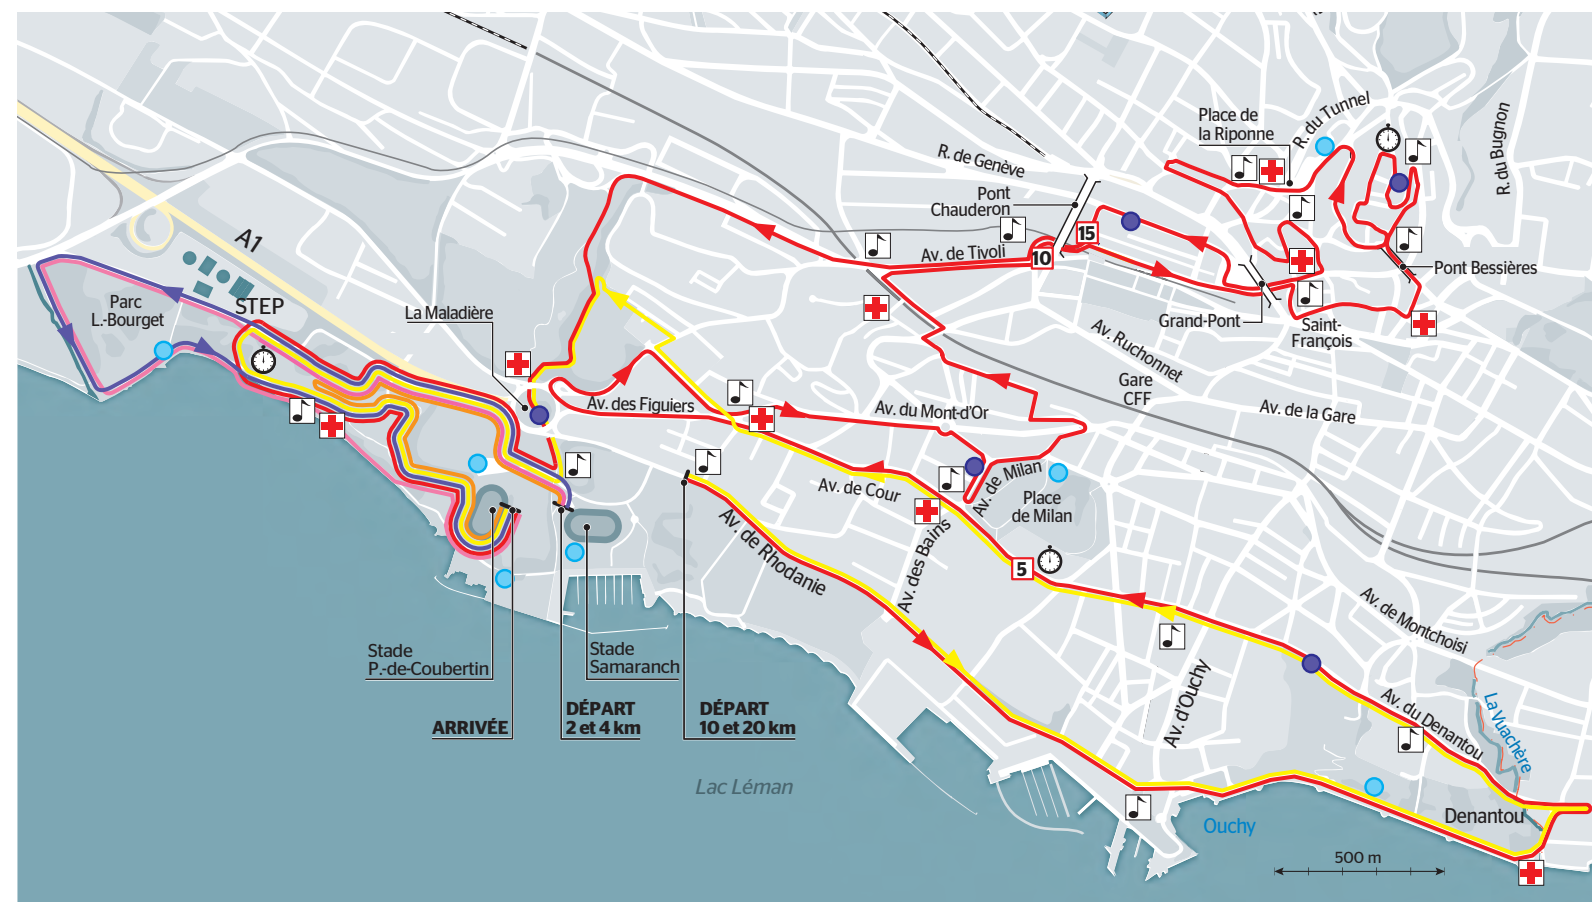 Place de
la Riponne
R. du Tunnel
R. du Bugnon
R. de Genève
Pont
Chauderon
A1
15
Av. de Tivoli
10
Pont Bessières
Parc
L.-Bourget
STEP
La Maladière
Grand-Pont
Saint-
François
Av. Ruchonnet
Gare
CFF
Av. des Figuiers
Av. du Mont-d'Or
Av. de la Gare
Av. de Milan
Av. de Cour
Place
de Milan
Av. de Rhodanie
Av. des Bains
5
Av. de Montchoisi
Stade
P.-de-Coubertin
Stade
Samaranch
Av. d'Ouchy
Av. du Denantou
La Vuachère
ARRIVÉE
DÉPART
2 et 4 km
DÉPART
10 et 20 km
Lac Léman
Ouchy
Denantou
500 m